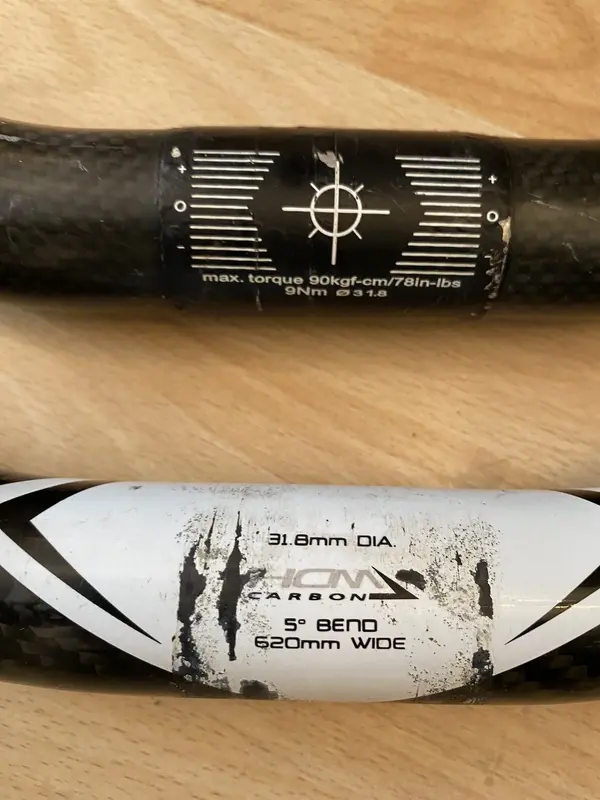 + +
O O
- -
max. torque 90kgf-cm/78in-lbs
9Nm Ø31.8
31.8mm DIA.
CARBON
5° BEND
620mm WIDE